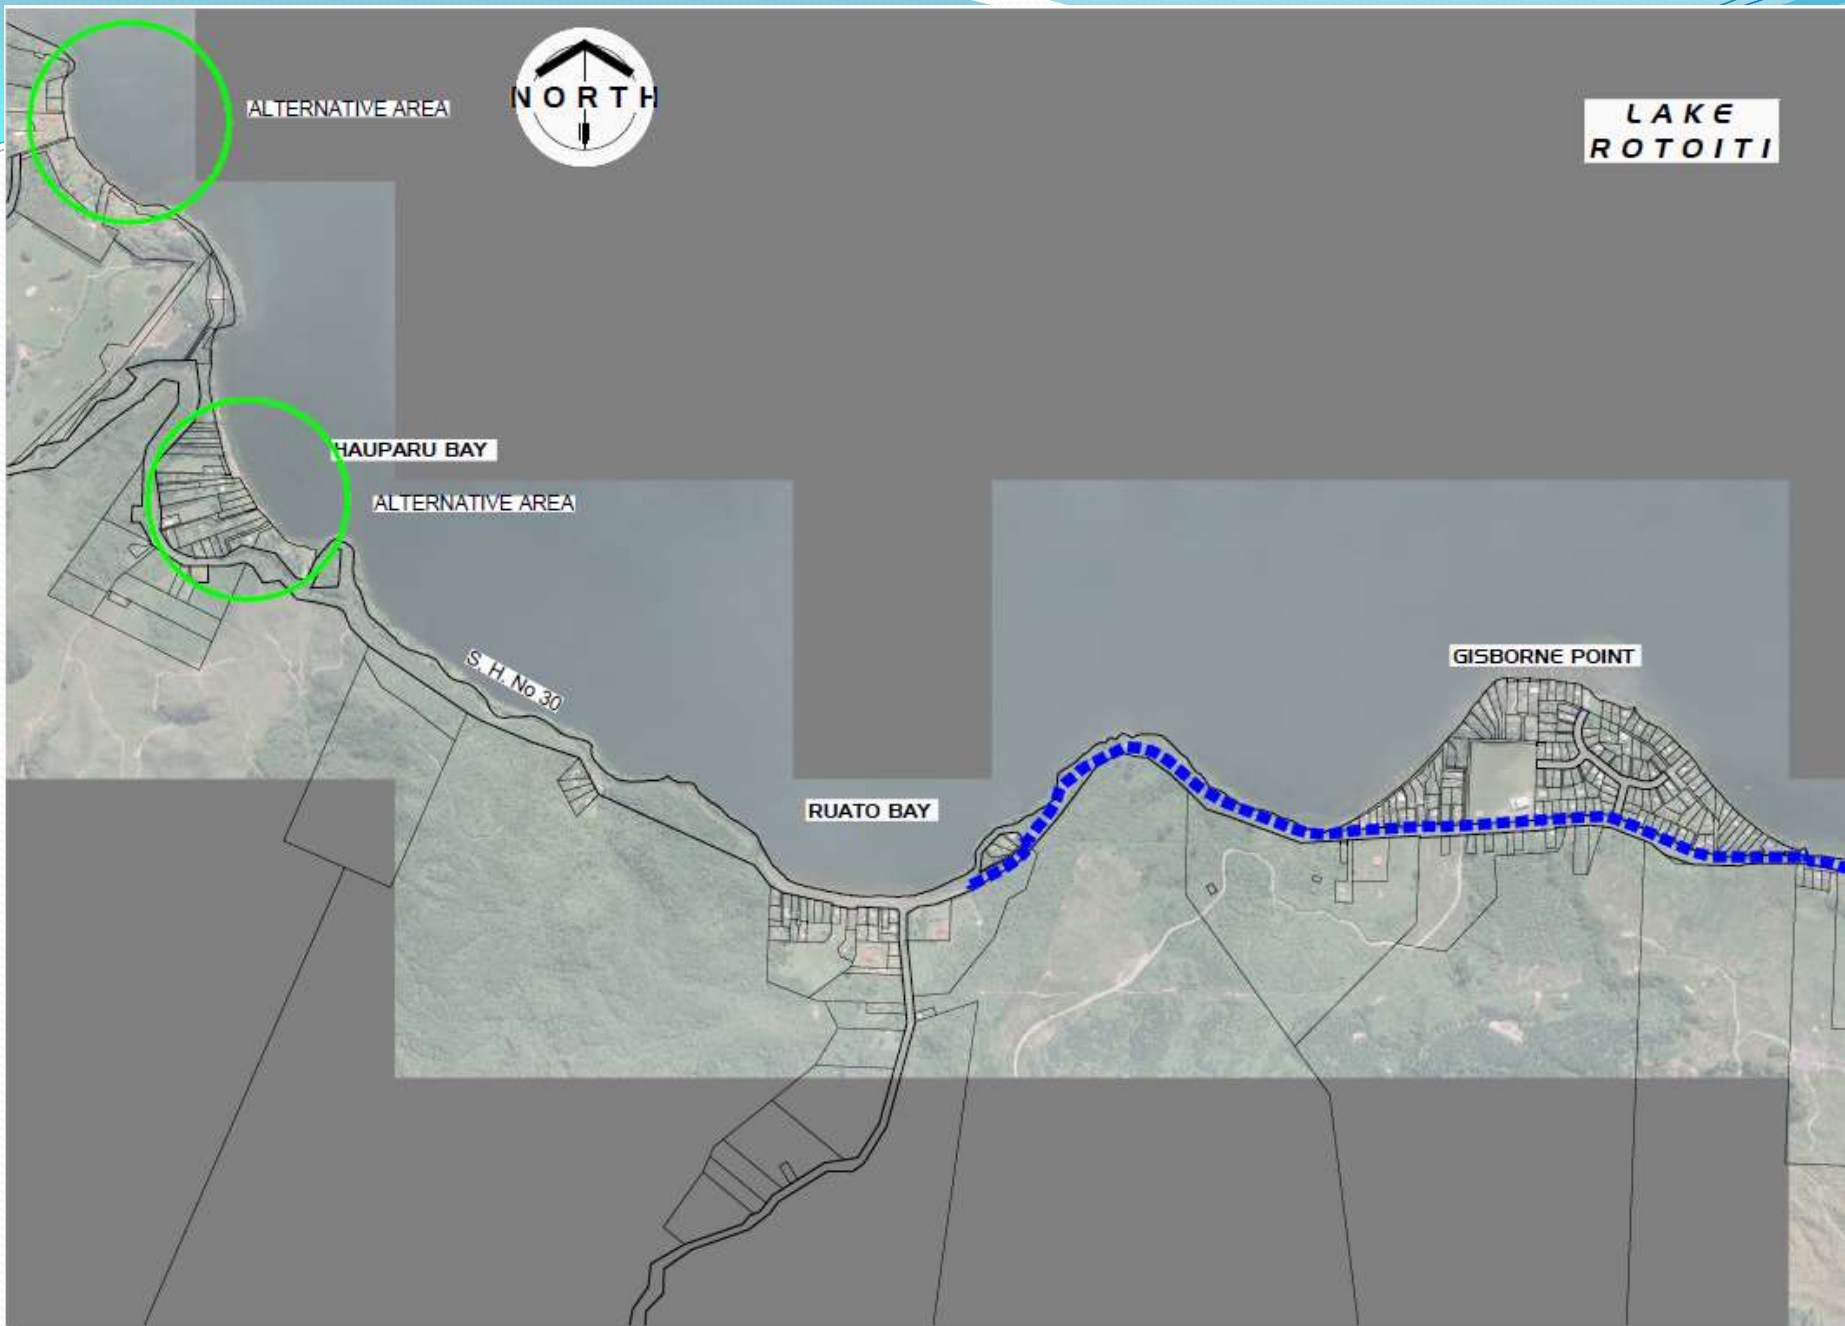 ALTERNATIVE AREA
NORTH
LAKE
ROTOITI
HAUPARU BAY
ALTERNATIVE AREA
S. H. No 30
GISBORNE POINT
RUATO BAY